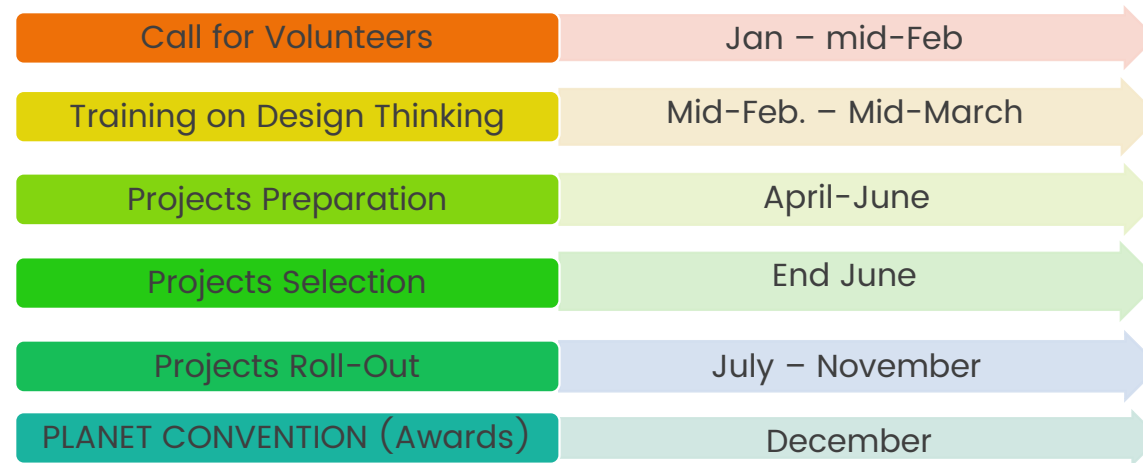 Call for Volunteers
Jan – mid-Feb
Training on Design Thinking
Mid-Feb. – Mid-March
Projects Preparation
April-June
Projects Selection
End June
Projects Roll-Out
July – November
PLANET CONVENTION (Awards)
December